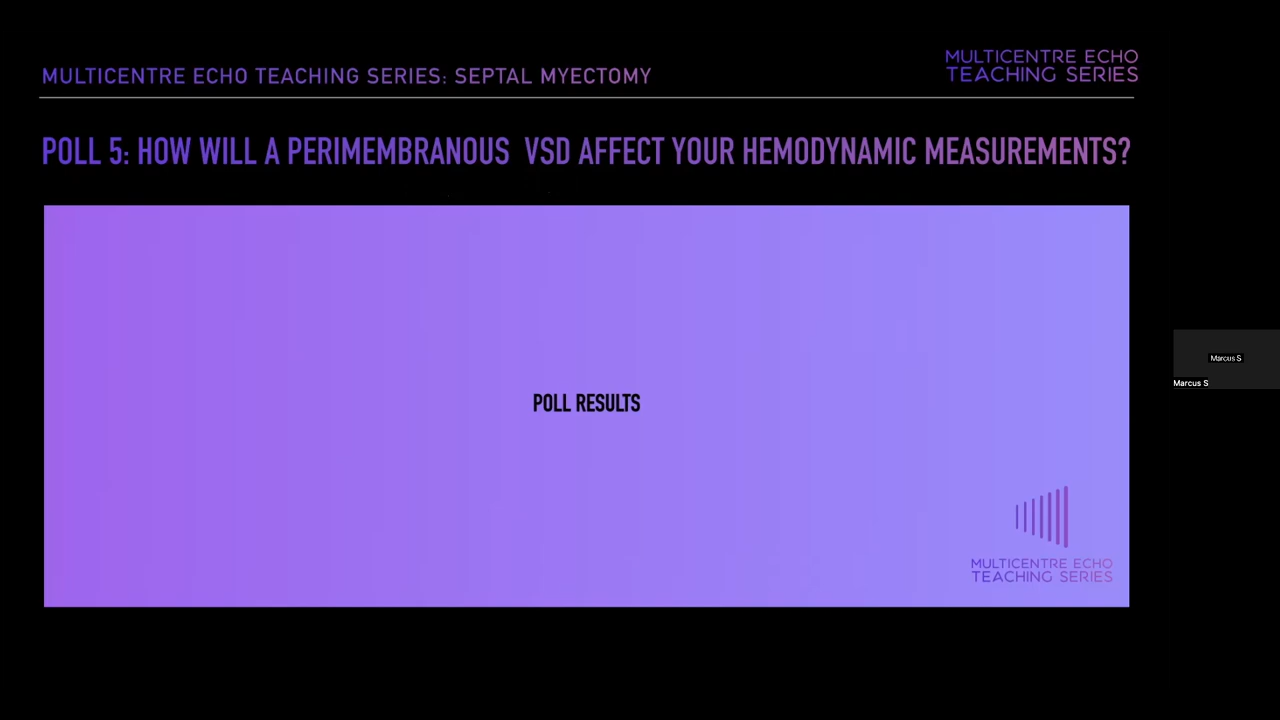 MULTICENTRE ECHO TEACHING SERIES: SEPTAL MYECTOMY
MULTICENTRE ECHO
TEACHING SERIES
POLL 5: HOW WILL A PERIMEMBRANOUS VSD AFFECT YOUR HEMODYNAMIC MEASUREMENTS?
POLL RESULTS
MULTICENTRE ECHO
TEACHING SERIES
Marcus S
Marcus S